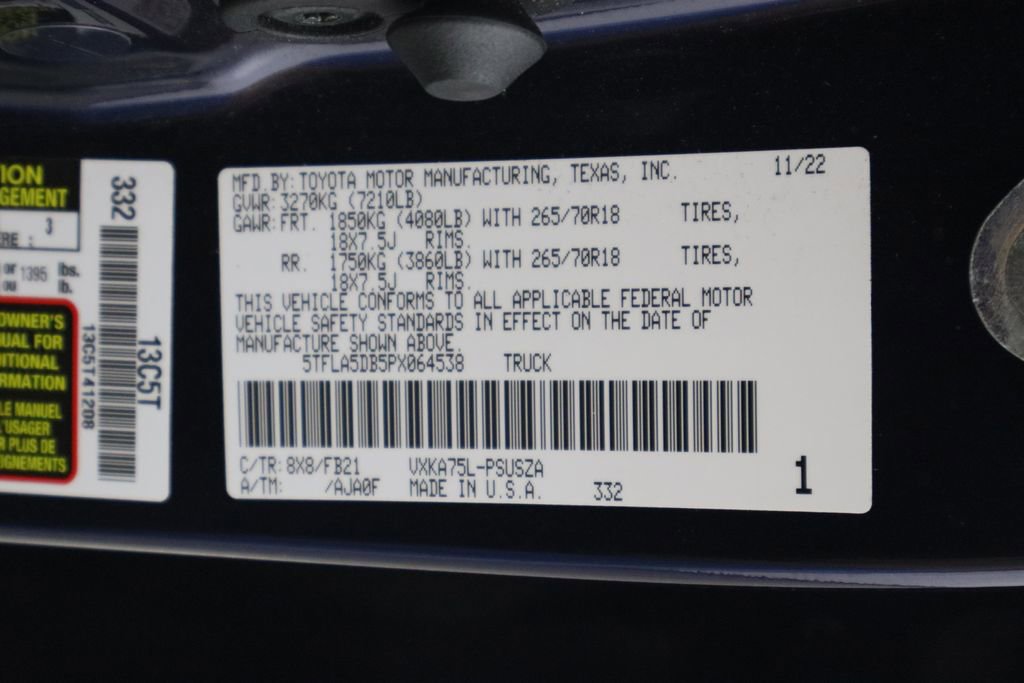 TION
GEMENT
3
ERE :
or 1395 lbs.
ou lb.
OWNER'S
UAL FOR
ITIONAL
RMATION
LE MANUEL
L'USAGER
R PLUS DE
IGNEMENTS
332
13C5T
13C5T41208
MFD.BY:TOYOTA MOTOR MANUFACTURING, TEXAS, INC. 11/22
GVWR:3270KG (7210LB)
GAWR:FRT. 1850KG (4080LB) WITH 265/70R18 TIRES,
18X7.5J RIMS.
RR. 1750KG (3860LB) WITH 265/70R18 TIRES,
18X7.5J RIMS.
THIS VEHICLE CONFORMS TO ALL APPLICABLE FEDERAL MOTOR
VEHICLE SAFETY STANDARDS IN EFFECT ON THE DATE OF
MANUFACTURE SHOWN ABOVE.
5TFLA5DB5PX064538 TRUCK
C/TR:8X8/FB21 VXKA75L-PSUSZA
A/TM: /AJA0F MADE IN U.S.A. 332 1